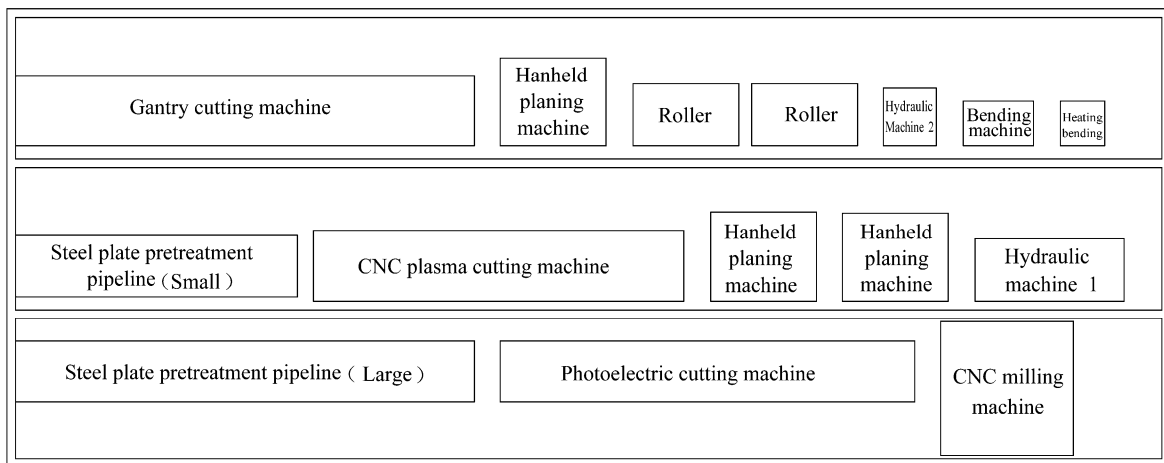 Gantry cutting machine
Hanheld
planing
machine
Roller
Roller
Hydraulic
Machine 2
Bending
machine
Heating
bending
Steel plate pretreatment
pipeline（Small）
CNC plasma cutting machine
Hanheld
planing
machine
Hanheld
planing
machine
Hydraulic
machine 1
Steel plate pretreatment pipeline（Large）
Photoelectric cutting machine
CNC milling
machine